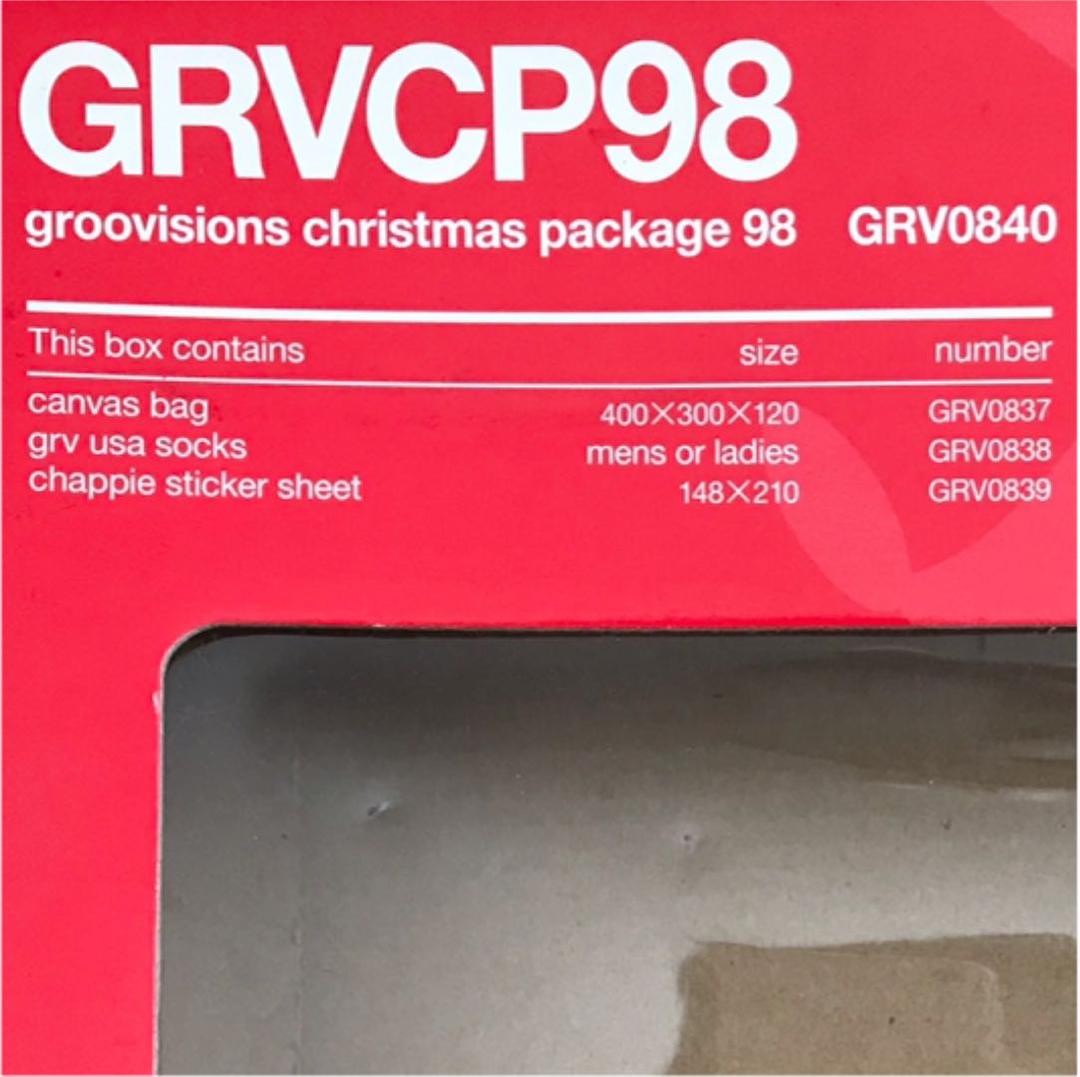 GRVCP98
groovisions christmas package 98 GRV0840
This box contains size number
canvas bag 400×300×120 GRV0837
grv usa socks mens or ladies GRV0838
chappie sticker sheet 148×210 GRV0839